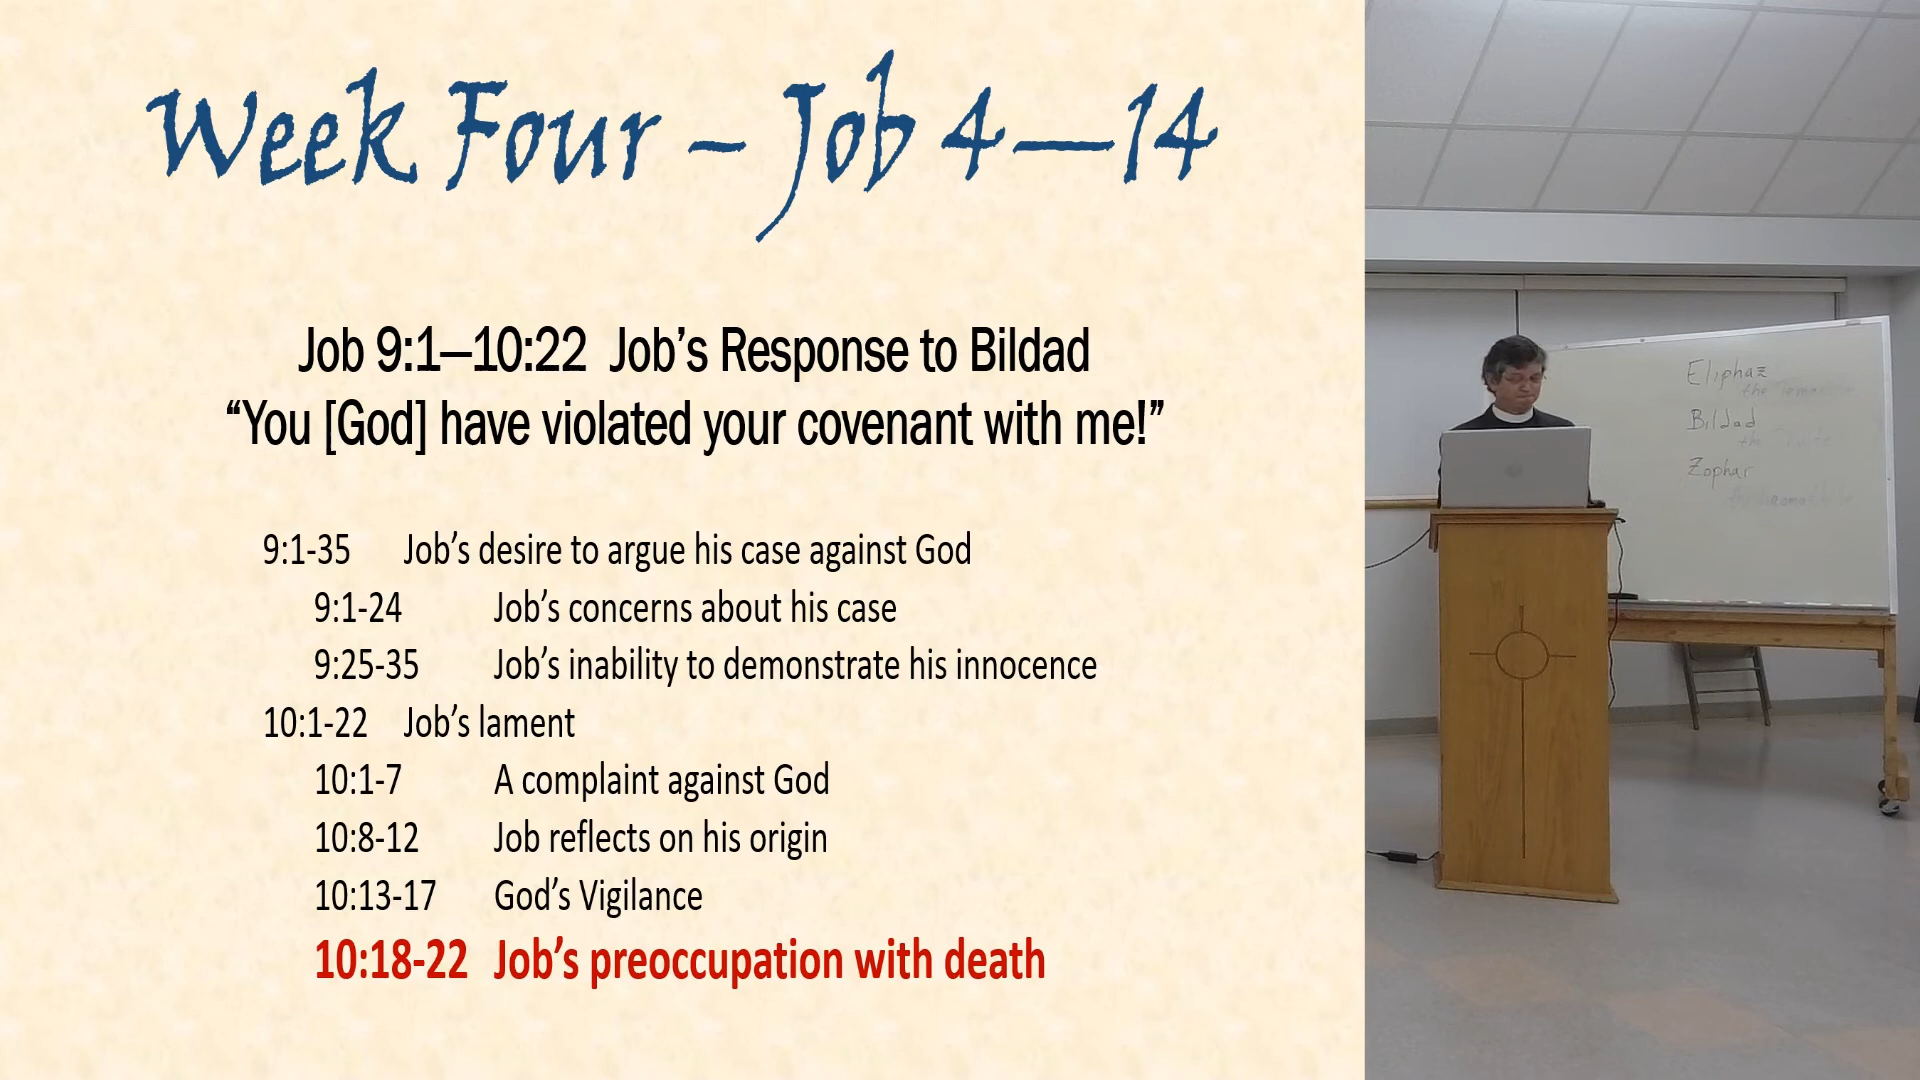 Week Four – Job 4—14
Job 9:1—10:22 Job's Response to Bildad
“You [God] have violated your covenant with me!”
9:1-35 Job's desire to argue his case against God
9:1-24 Job's concerns about his case
9:25-35 Job's inability to demonstrate his innocence
10:1-22 Job's lament
10:1-7 A complaint against God
10:8-12 Job reflects on his origin
10:13-17 God's Vigilance
10:18-22 Job's preoccupation with death
Eliphaz
the
Bildad
the
Zophar